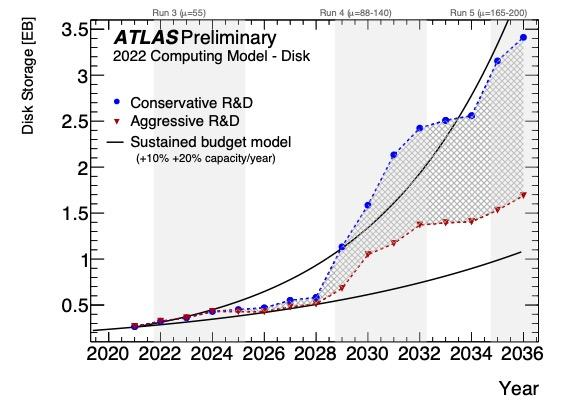 Run 3 (μ=55) Run 4 (μ=88-140) Run 5 (μ=165-200)
Disk Storage [EB]
ATLAS Preliminary
2022 Computing Model - Disk
Conservative R&D
Aggressive R&D
Sustained budget model
(+10% +20% capacity/year)
3.5
3
2.5
2
1.5
1
0.5
2020 2022 2024 2026 2028 2030 2032 2034 2036
Year